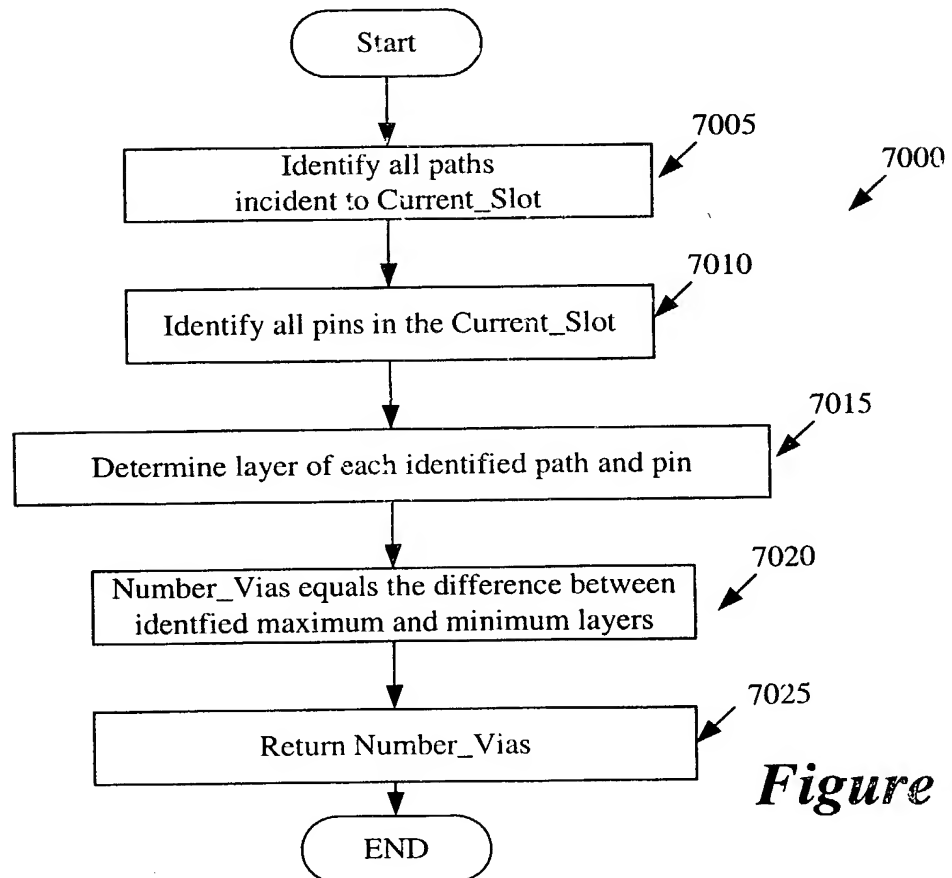 Start
7005
Identify all paths
incident to Current_Slot
7000
7010
Identify all pins in the Current_Slot
7015
Determine layer of each identified path and pin
7020
Number_Vias equals the difference between
identfied maximum and minimum layers
7025
Return Number_Vias
Figure
END